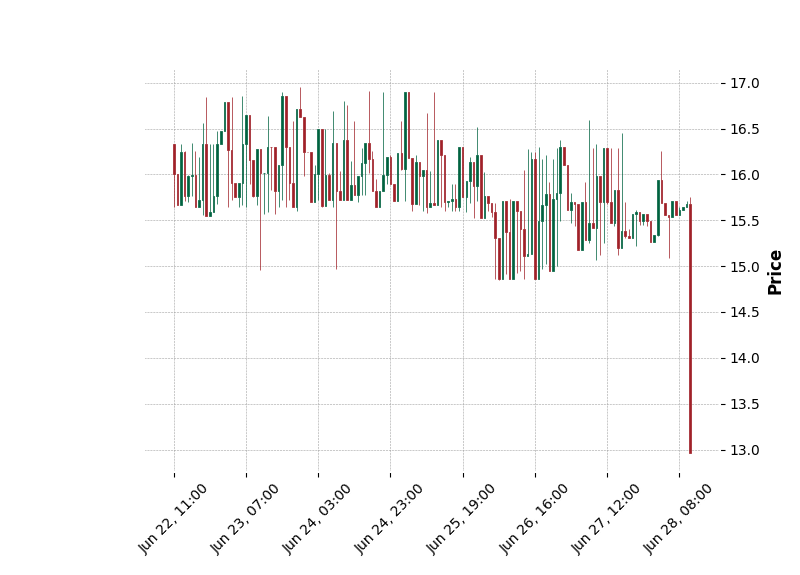 17.0
16.5
16.0
15.5
15.0
14.5
14.0
13.5
13.0
Price
Jun 22, 11:00
Jun 23, 07:00
Jun 24, 03:00
Jun 24, 23:00
Jun 25, 19:00
Jun 26, 16:00
Jun 27, 12:00
Jun 28, 08:00